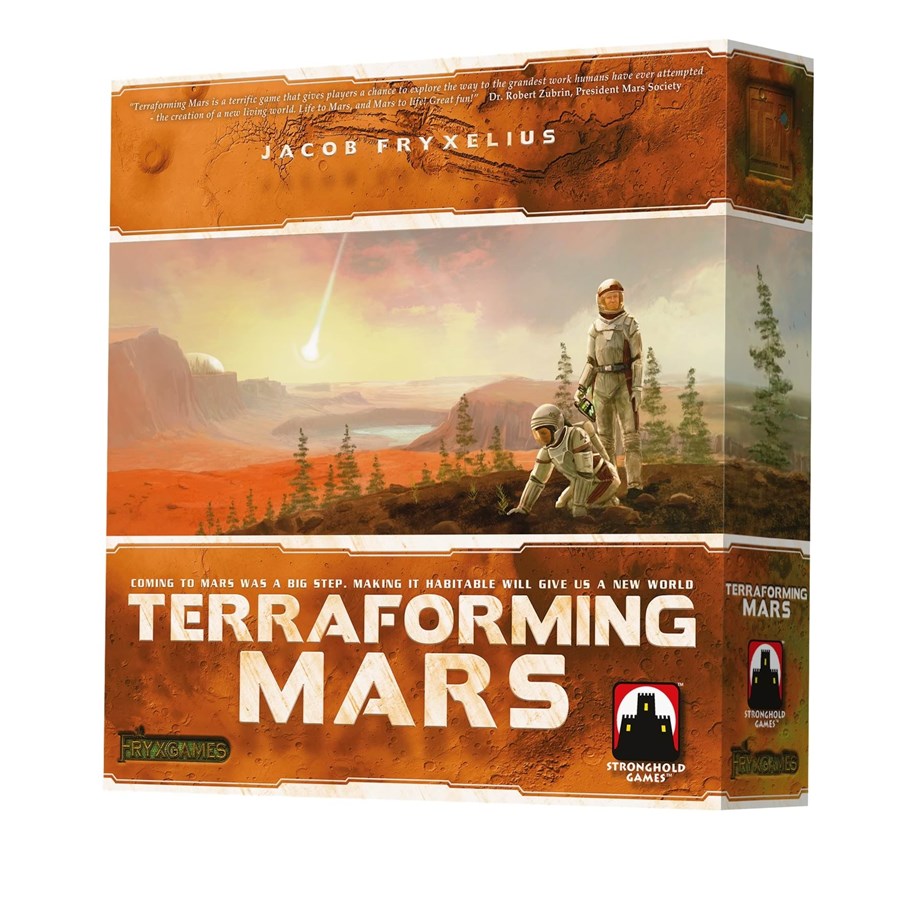 "Terraforming Mars is a terrific game that gives players a chance to explore the way to the grandest work humans have ever attempted
- the creation of a new living world. Life to Mars, and Mars to life! Great fun!" Dr. Robert Zubrin, President Mars Society
JACOB FRYXELIUS
COMING TO MARS WAS A BIG STEP. MAKING IT HABITABLE WILL GIVE US A NEW WORLD
TERRAFORMING
MARS
FRYXGAMES
STRONGHOLD
GAMES™
TERRAFORMING
MARS
STRONGHOLD
GAMES™
FRYXGAMES